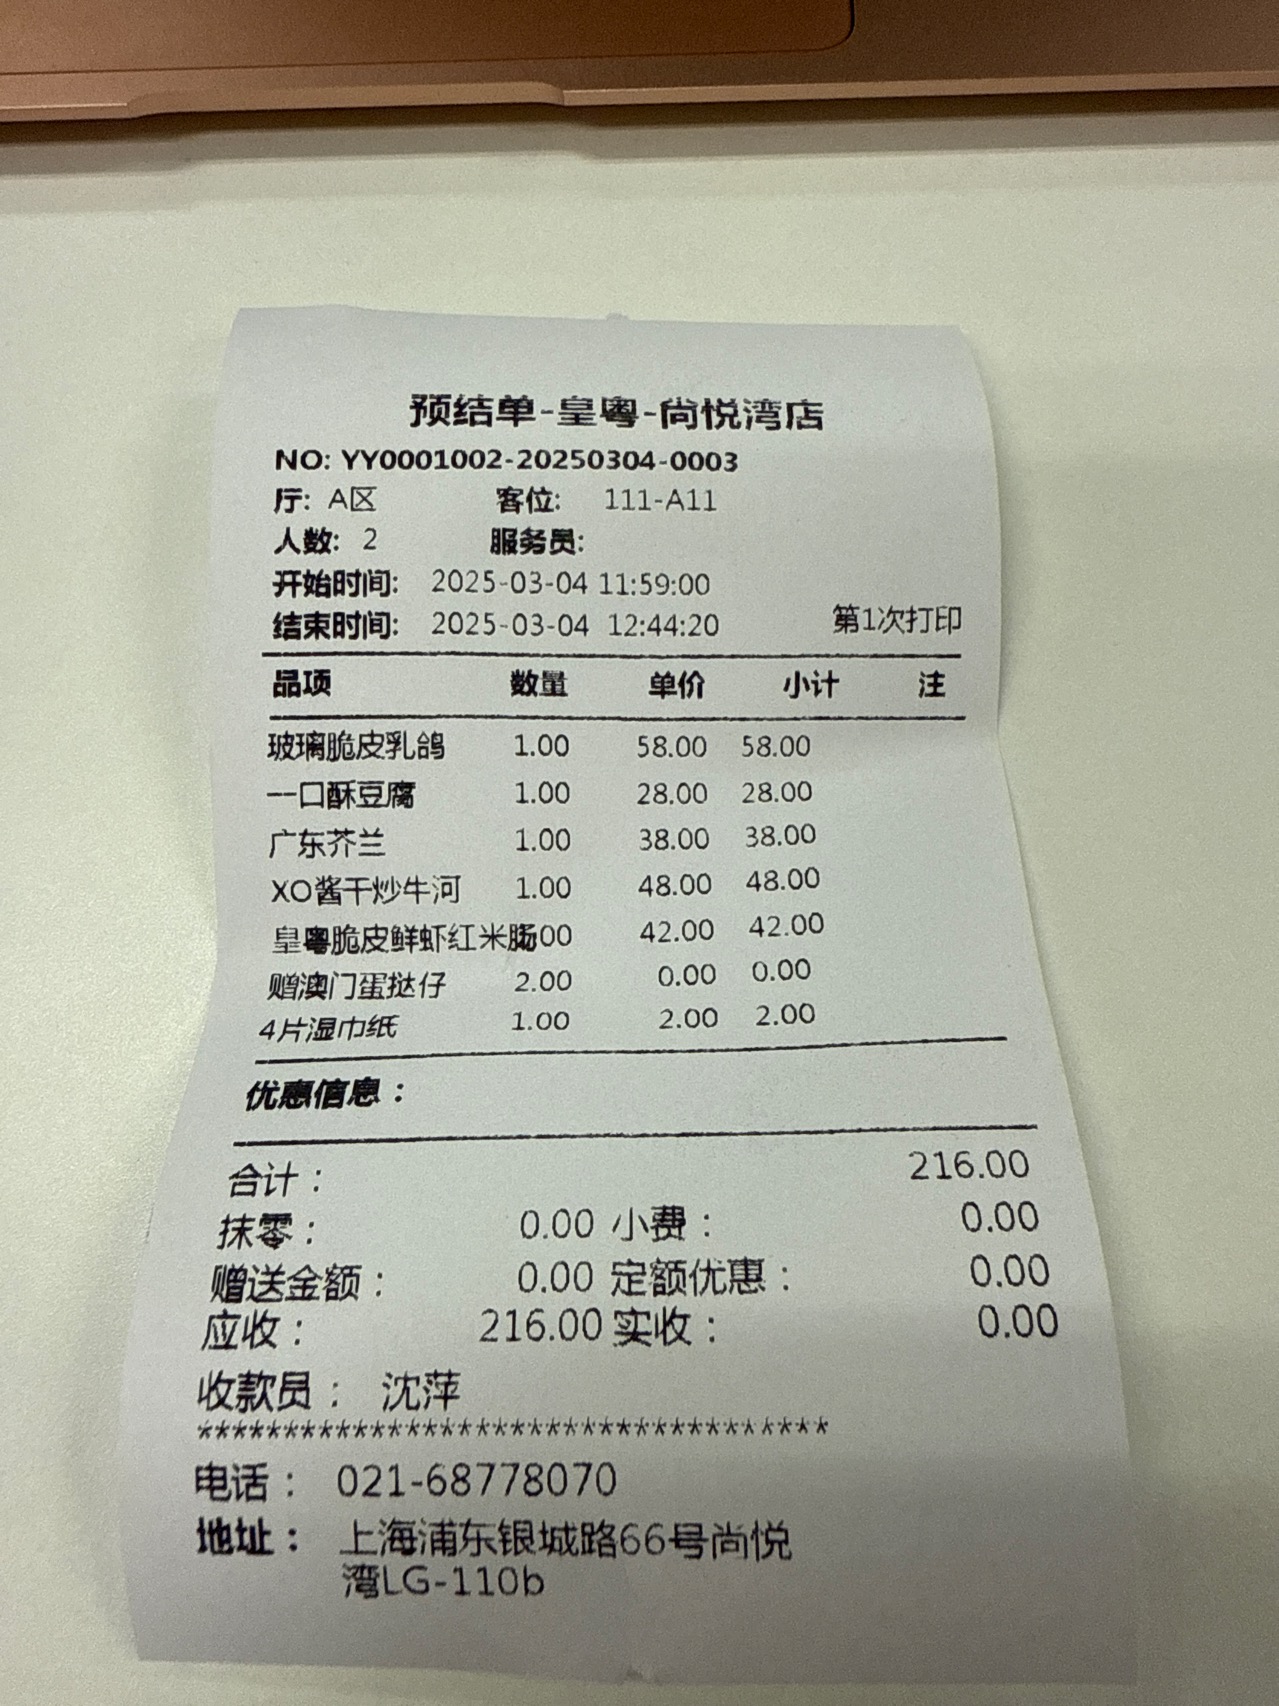 预结单-皇粤-尚悦湾店
NO: YY0001002-20250304-0003
厅: A区 客位: 111-A11
人数: 2 服务员:
开始时间: 2025-03-04 11:59:00
结束时间: 2025-03-04 12:44:20 第1次打印
品项 数量 单价 小计 注
玻璃脆皮乳鸽 1.00 58.00 58.00
一口酥豆腐 1.00 28.00 28.00
广东芥兰 1.00 38.00 38.00
XO酱干炒牛河 1.00 48.00 48.00
皇粤脆皮鲜虾红米肠 .00 42.00 42.00
赠澳门蛋挞仔 2.00 0.00 0.00
4片湿巾纸 1.00 2.00 2.00
优惠信息：
合计： 216.00
抹零： 0.00 小费： 0.00
赠送金额： 0.00 定额优惠： 0.00
应收： 216.00 实收： 0.00
收款员： 沈萍
*************************************
电话： 021-68778070
地址： 上海浦东银城路66号尚悦
湾LG-110b